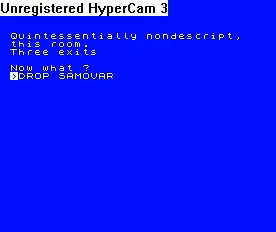 Unregistered HyperCam 3
Quintessentially nondescript,
this room.
Three exits
Now what ?
>DROP SAMOVAR